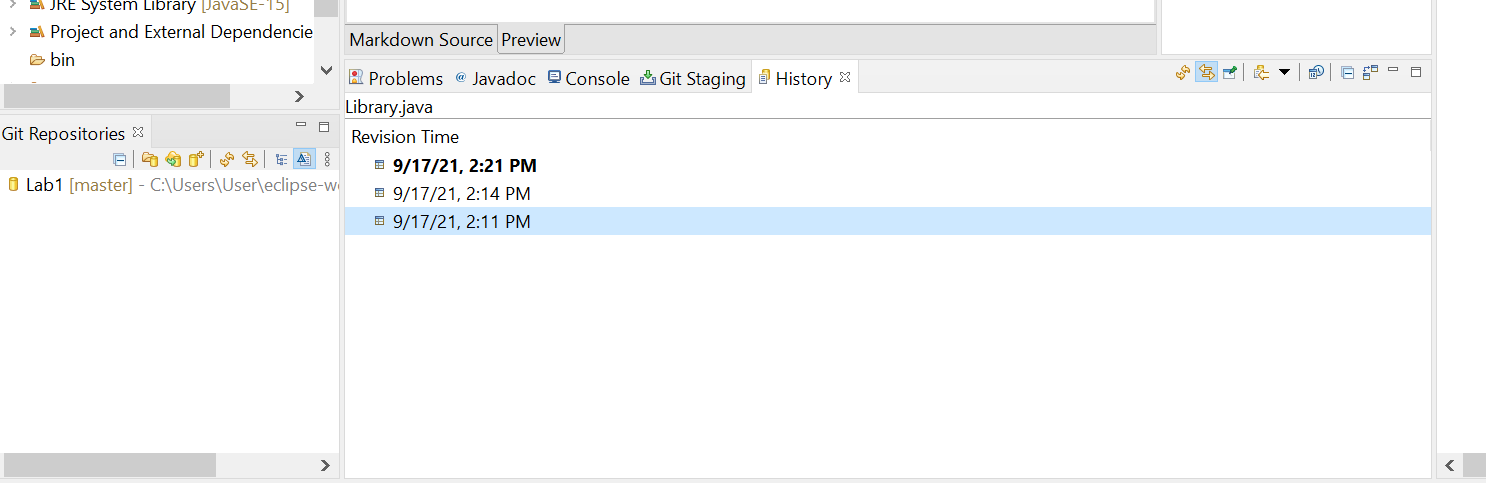 JRE System Library [JavaSE-15]
Project and External Dependencie
bin
Git Repositories
Lab1 [master] - C:\Users\User\eclipse-w
Markdown Source Preview
Problems @ Javadoc Console Git Staging History
Library.java
Revision Time
9/17/21, 2:21 PM
9/17/21, 2:14 PM
9/17/21, 2:11 PM